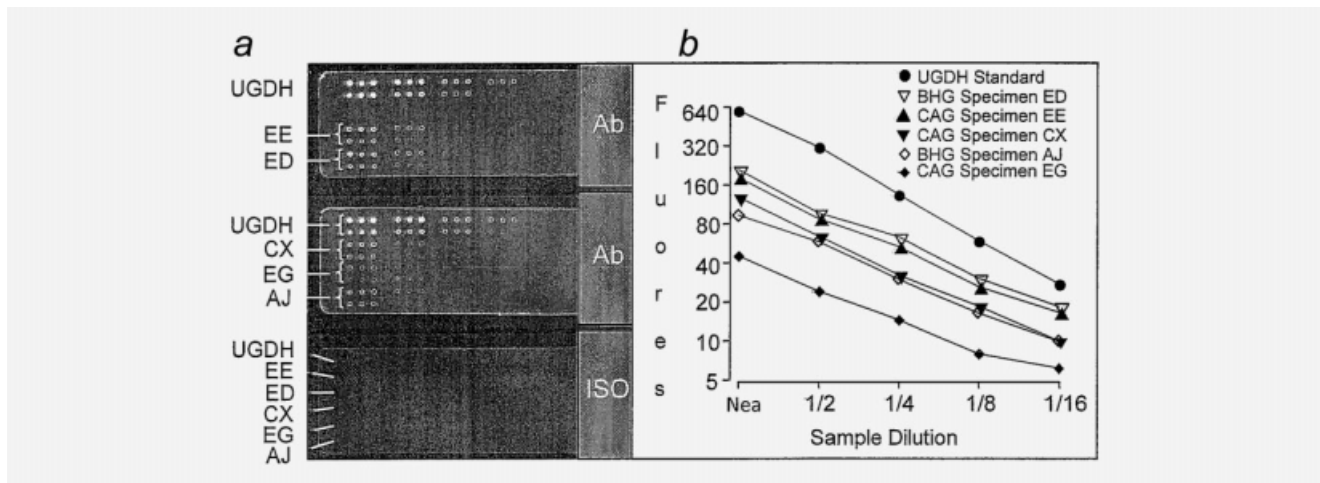 a
UGDH
EE
ED
Ab
UGDH
CX
EG
AJ
Ab
UGDH
EE
ED
CX
EG
AJ
ISO
b
Fluores
640
320
160
80
40
20
10
5
UGDH Standard
BHG Specimen ED
CAG Specimen EE
CAG Specimen CX
BHG Specimen AJ
CAG Specimen EG
Nea 1/2 1/4 1/8 1/16
Sample Dilution